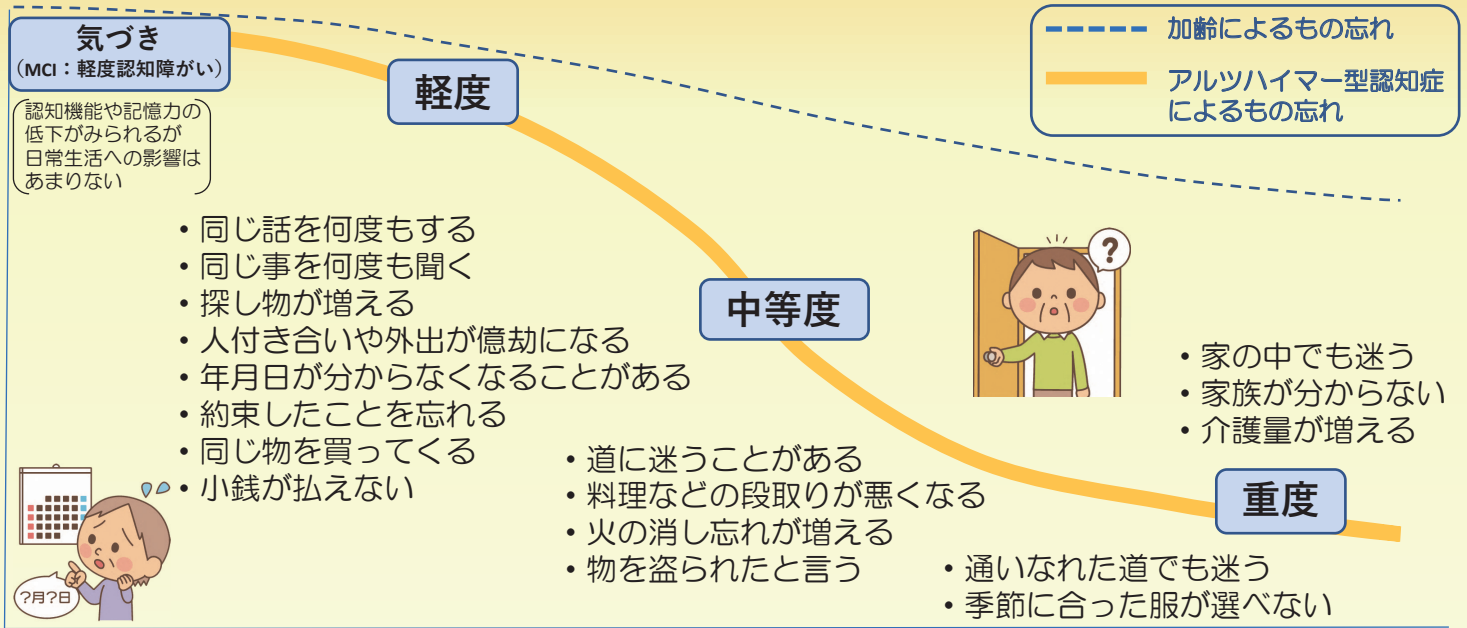 気づき
（MCI：軽度認知障がい）
認知機能や記憶力の
低下がみられるが
日常生活への影響は
あまりない
加齢によるもの忘れ
アルツハイマー型認知症
によるもの忘れ
軽度
・同じ話を何度もする
・同じ事を何度も聞く
・探し物が増える
・人付き合いや外出が億劫になる
・年月日が分からなくなることがある
・約束したことを忘れる
・同じ物を買ってくる
・小銭が払えない
?月?日
中等度
・道に迷うことがある
・料理などの段取りが悪くなる
・火の消し忘れが増える
・物を盗られたと言う
?
・家の中でも迷う
・家族が分からない
・介護量が増える
重度
・通いなれた道でも迷う
・季節に合った服が選べない